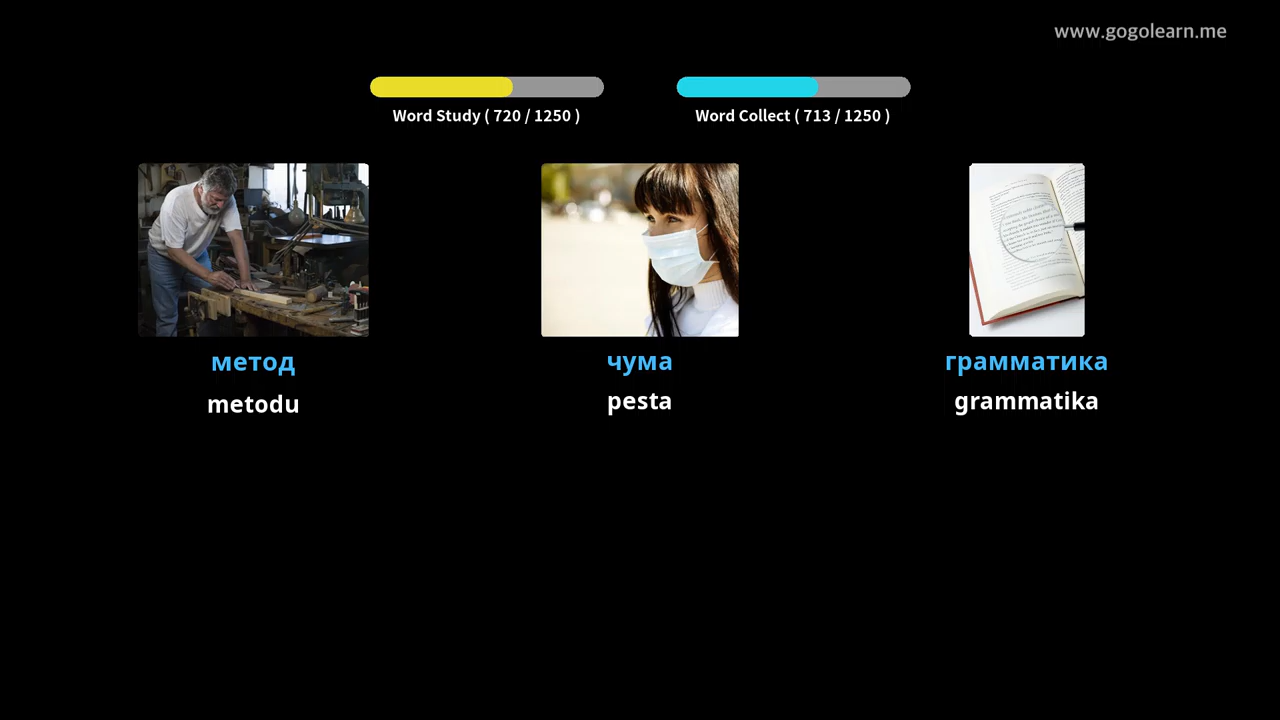 www.gogolearn.me
Word Study ( 720 / 1250 )
Word Collect ( 713 / 1250 )
метод
чума
грамматика
metodu
pesta
grammatika